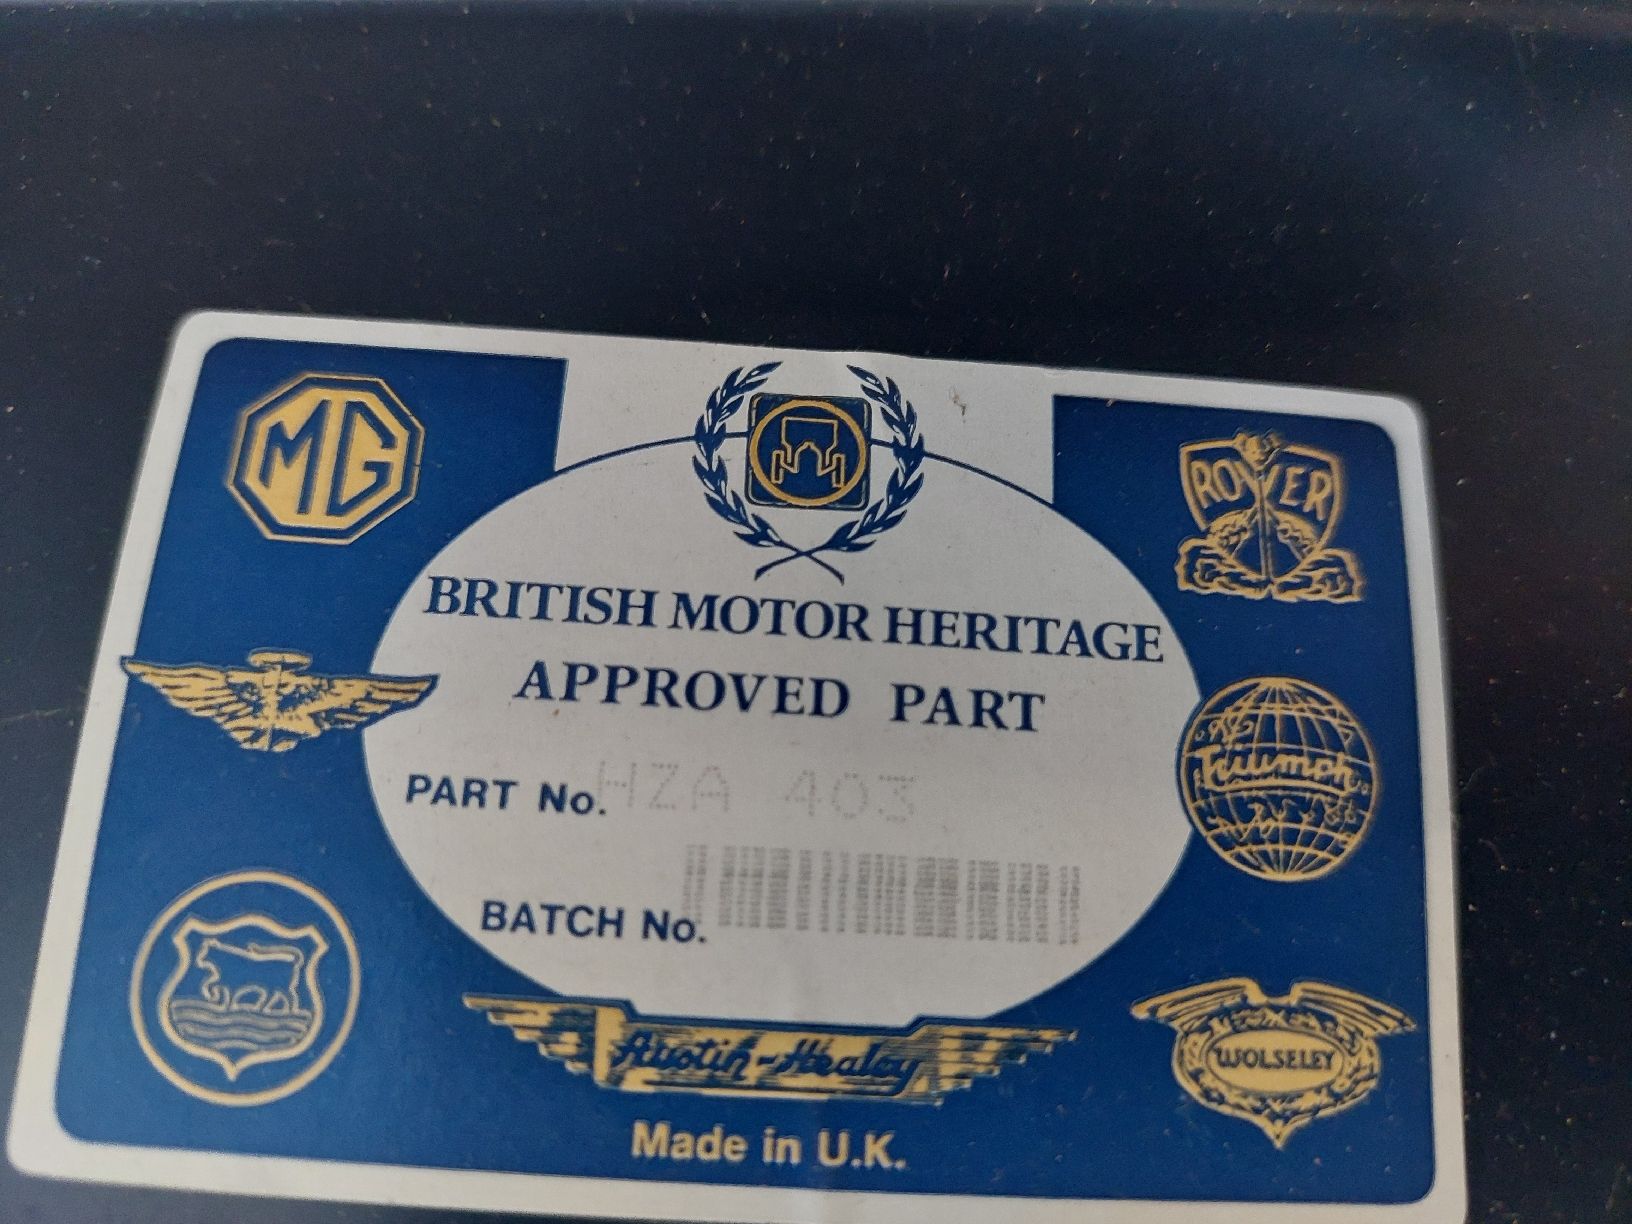 MG
ROVER
BRITISH MOTOR HERITAGE
APPROVED PART
Triumph
PART No. HZA 403
BATCH No.
WOLSELEY
Austin-Healey
Made in U.K.